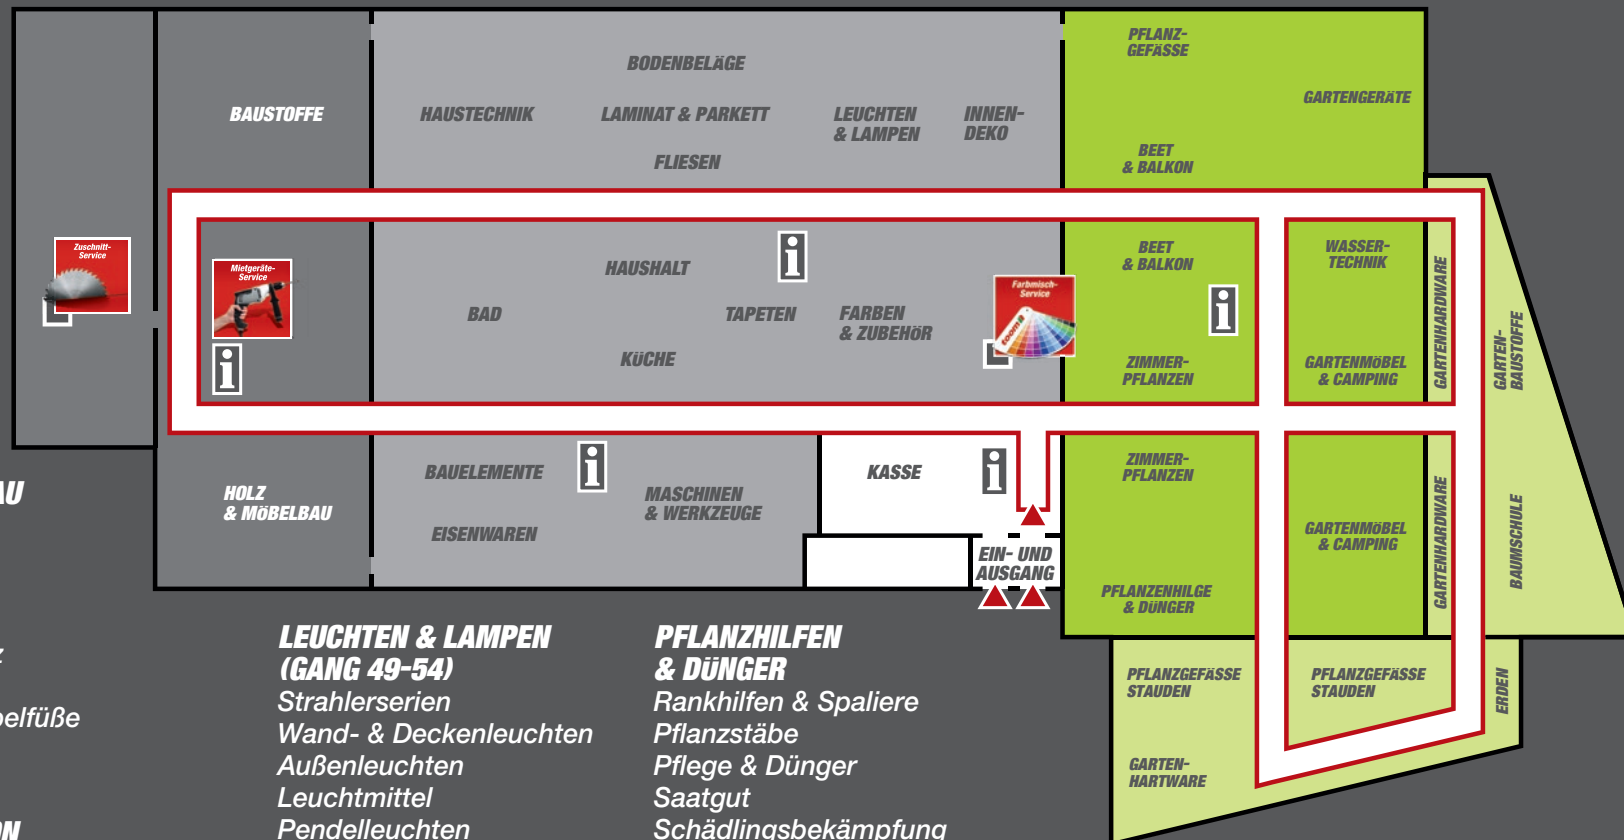 PFLANZ-
GEFÄSSE
BODENBELÄGE
GARTENGERÄTE
BAUSTOFFE
HAUSTECHNIK
LAMINAT & PARKETT
LEUCHTEN
& LAMPEN
INNEN-
DEKO
FLIESEN
BEET
& BALKON
Zuschnitt-
Service
Mietgeräte-
Service
HAUSHALT
i
BAD
TAPETEN
FARBEN
& ZUBEHÖR
KÜCHE
i
Farbmisch-
Service
toom
BEET
& BALKON
i
ZIMMER-
PFLANZEN
WASSER-
TECHNIK
GARTENMÖBEL
& CAMPING
GARTENHARDWARE
GARTEN-
BAUSTOFFE
HOLZ
& MÖBELBAU
BAUELEMENTE
i
EISENWAREN
MASCHINEN
& WERKZEUGE
KASSE
i
EIN- UND
AUSGANG
ZIMMER-
PFLANZEN
PFLANZENHILGE
& DÜNGER
GARTENMÖBEL
& CAMPING
GARTENHARDWARE
BAUMSCHULE
PFLANZGEFÄSSE
STAUDEN
PFLANZGEFÄSSE
STAUDEN
ERDEN
GARTEN-
HARTWARE
AU
z
elfüße
ON
LEUCHTEN & LAMPEN
(GANG 49-54)
Strahlerserien
Wand- & Deckenleuchten
Außenleuchten
Leuchtmittel
Pendelleuchten
PFLANZHILFEN
& DÜNGER
Rankhilfen & Spaliere
Pflanzstäbe
Pflege & Dünger
Saatgut
Schädlingsbekämpfung